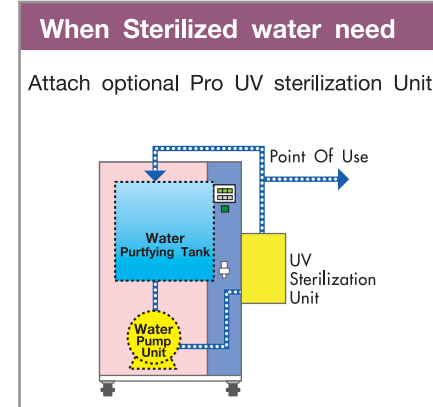 When Sterilized water need
Attach optional Pro UV sterilization Unit
Point Of Use
Water
Purtfying Tank
UV
Sterilization
Unit
Water
Pump
Unit